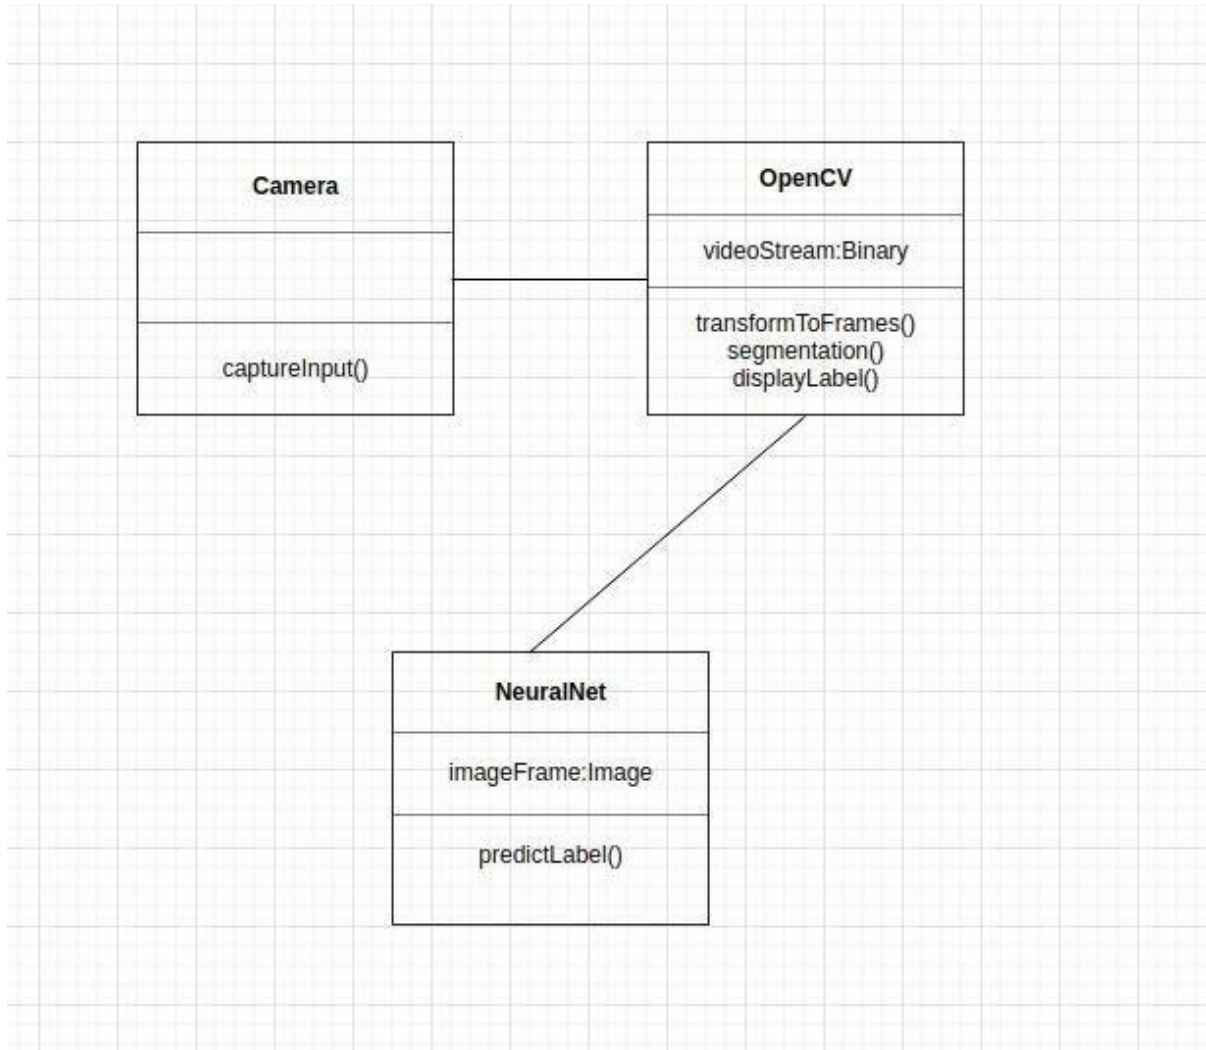 Camera
captureInput()
OpenCV
videoStream:Binary
transformToFrames()
segmentation()
displayLabel()
NeuralNet
imageFrame:Image
predictLabel()